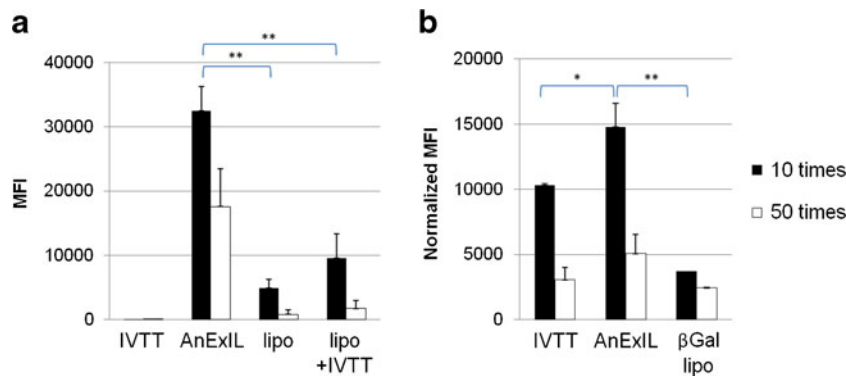 a
**
**
40000
30000
20000
10000
0
MFI
IVTT AnExIL lipo lipo
+IVTT
b
20000
15000
10000
5000
0
Normalized MFI
* **
IVTT AnExIL βGal
lipo
10 times
50 times